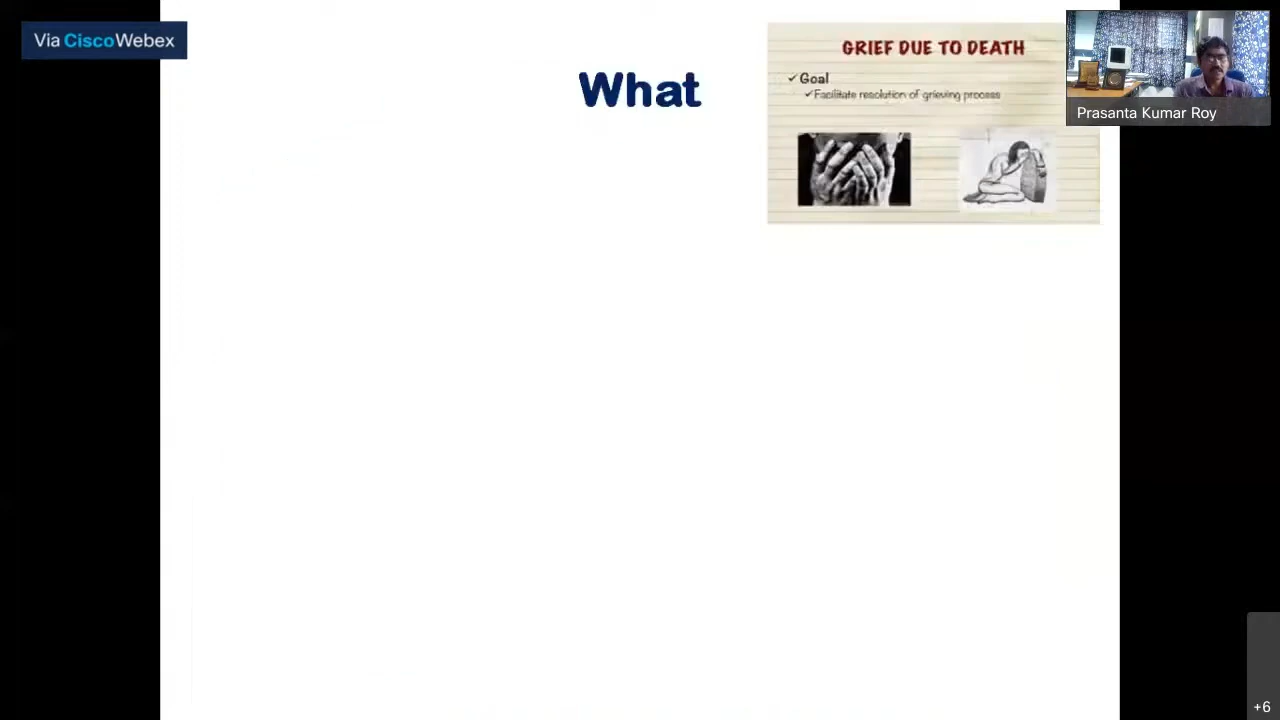 Via CiscoWebex
What
GRIEF DUE TO DEATH
✓Goal
✓Facilitate resolution of grieving process
Prasanta Kumar Roy
+6